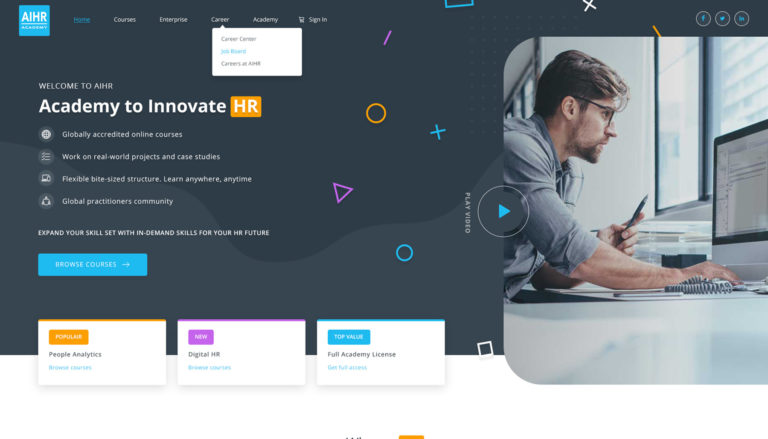 AIHR
ACADEMY
Home
Courses
Enterprise
Career
Academy
Sign In
Career Center
Job Board
Careers at AIHR
WELCOME TO AIHR
Academy to Innovate HR
Globally accredited online courses
Work on real-world projects and case studies
Flexible bite-sized structure. Learn anywhere, anytime
Global practitioners community
EXPAND YOUR SKILL SET WITH IN-DEMAND SKILLS FOR YOUR HR FUTURE
BROWSE COURSES
PLAY VIDEO
POPULAIR
People Analytics
Browse courses
NEW
Digital HR
Browse courses
TOP VALUE
Full Academy License
Get full access